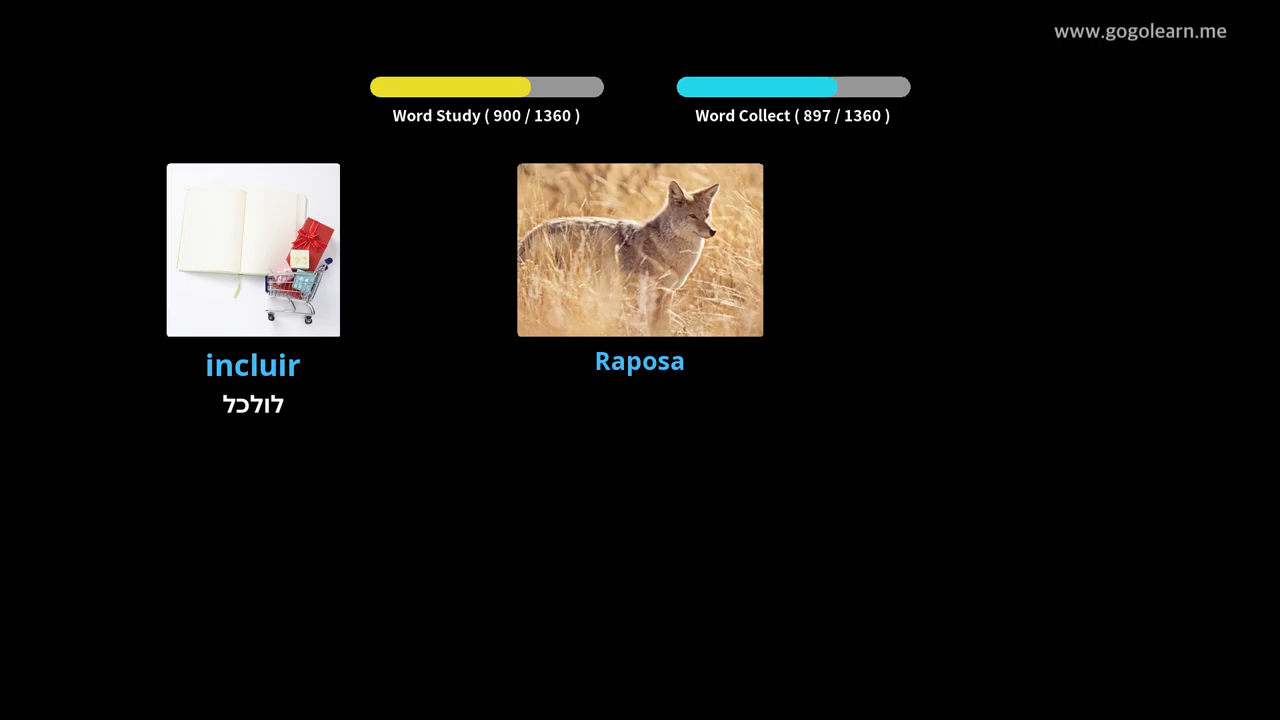 www.gogolearn.me
Word Study ( 900 / 1360 )
Word Collect ( 897 / 1360 )
incluir
לולכל
Raposa